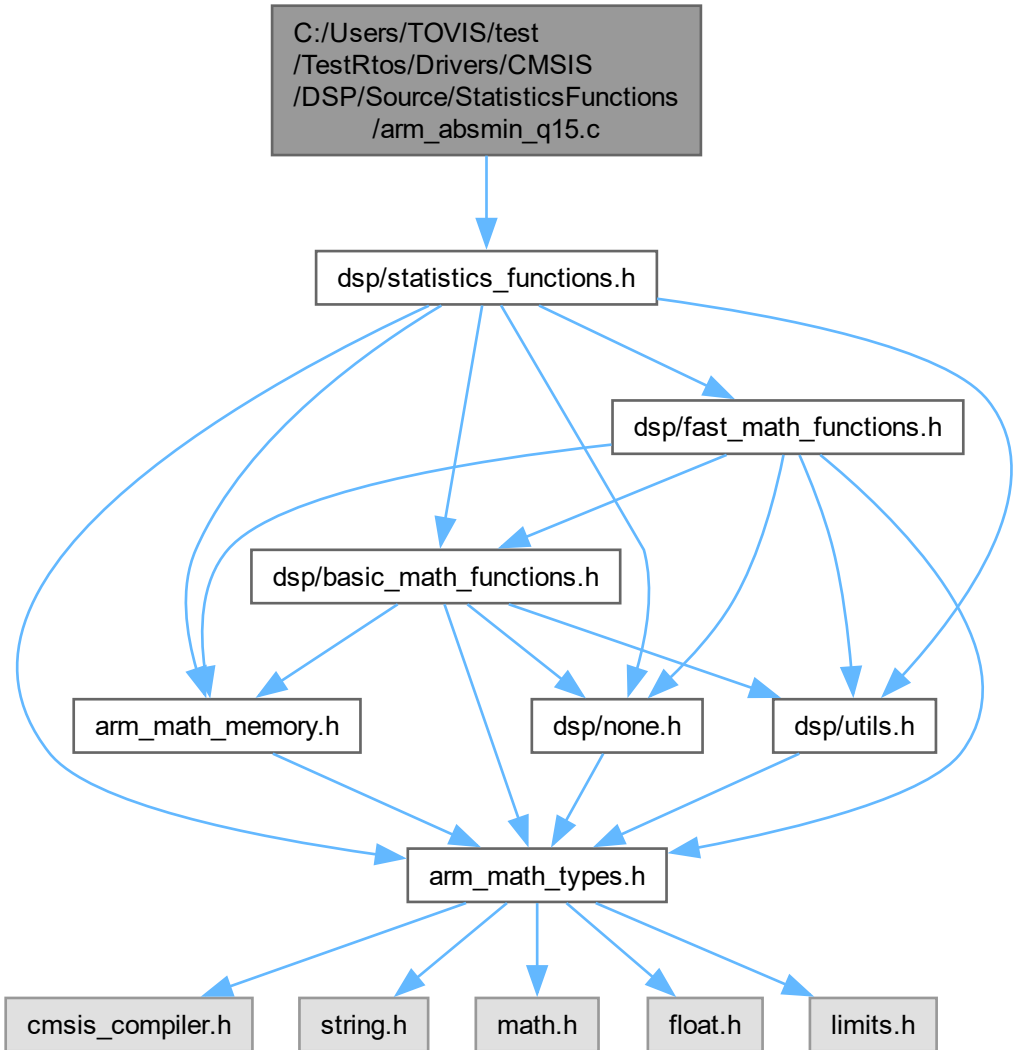 C:/Users/TOVIS/test
/TestRtos/Drivers/CMSIS
/DSP/Source/StatisticsFunctions
/arm_absmin_q15.c
dsp/statistics_functions.h
dsp/fast_math_functions.h
dsp/basic_math_functions.h
arm_math_memory.h
dsp/none.h
dsp/utils.h
arm_math_types.h
cmsis_compiler.h
string.h
math.h
float.h
limits.h